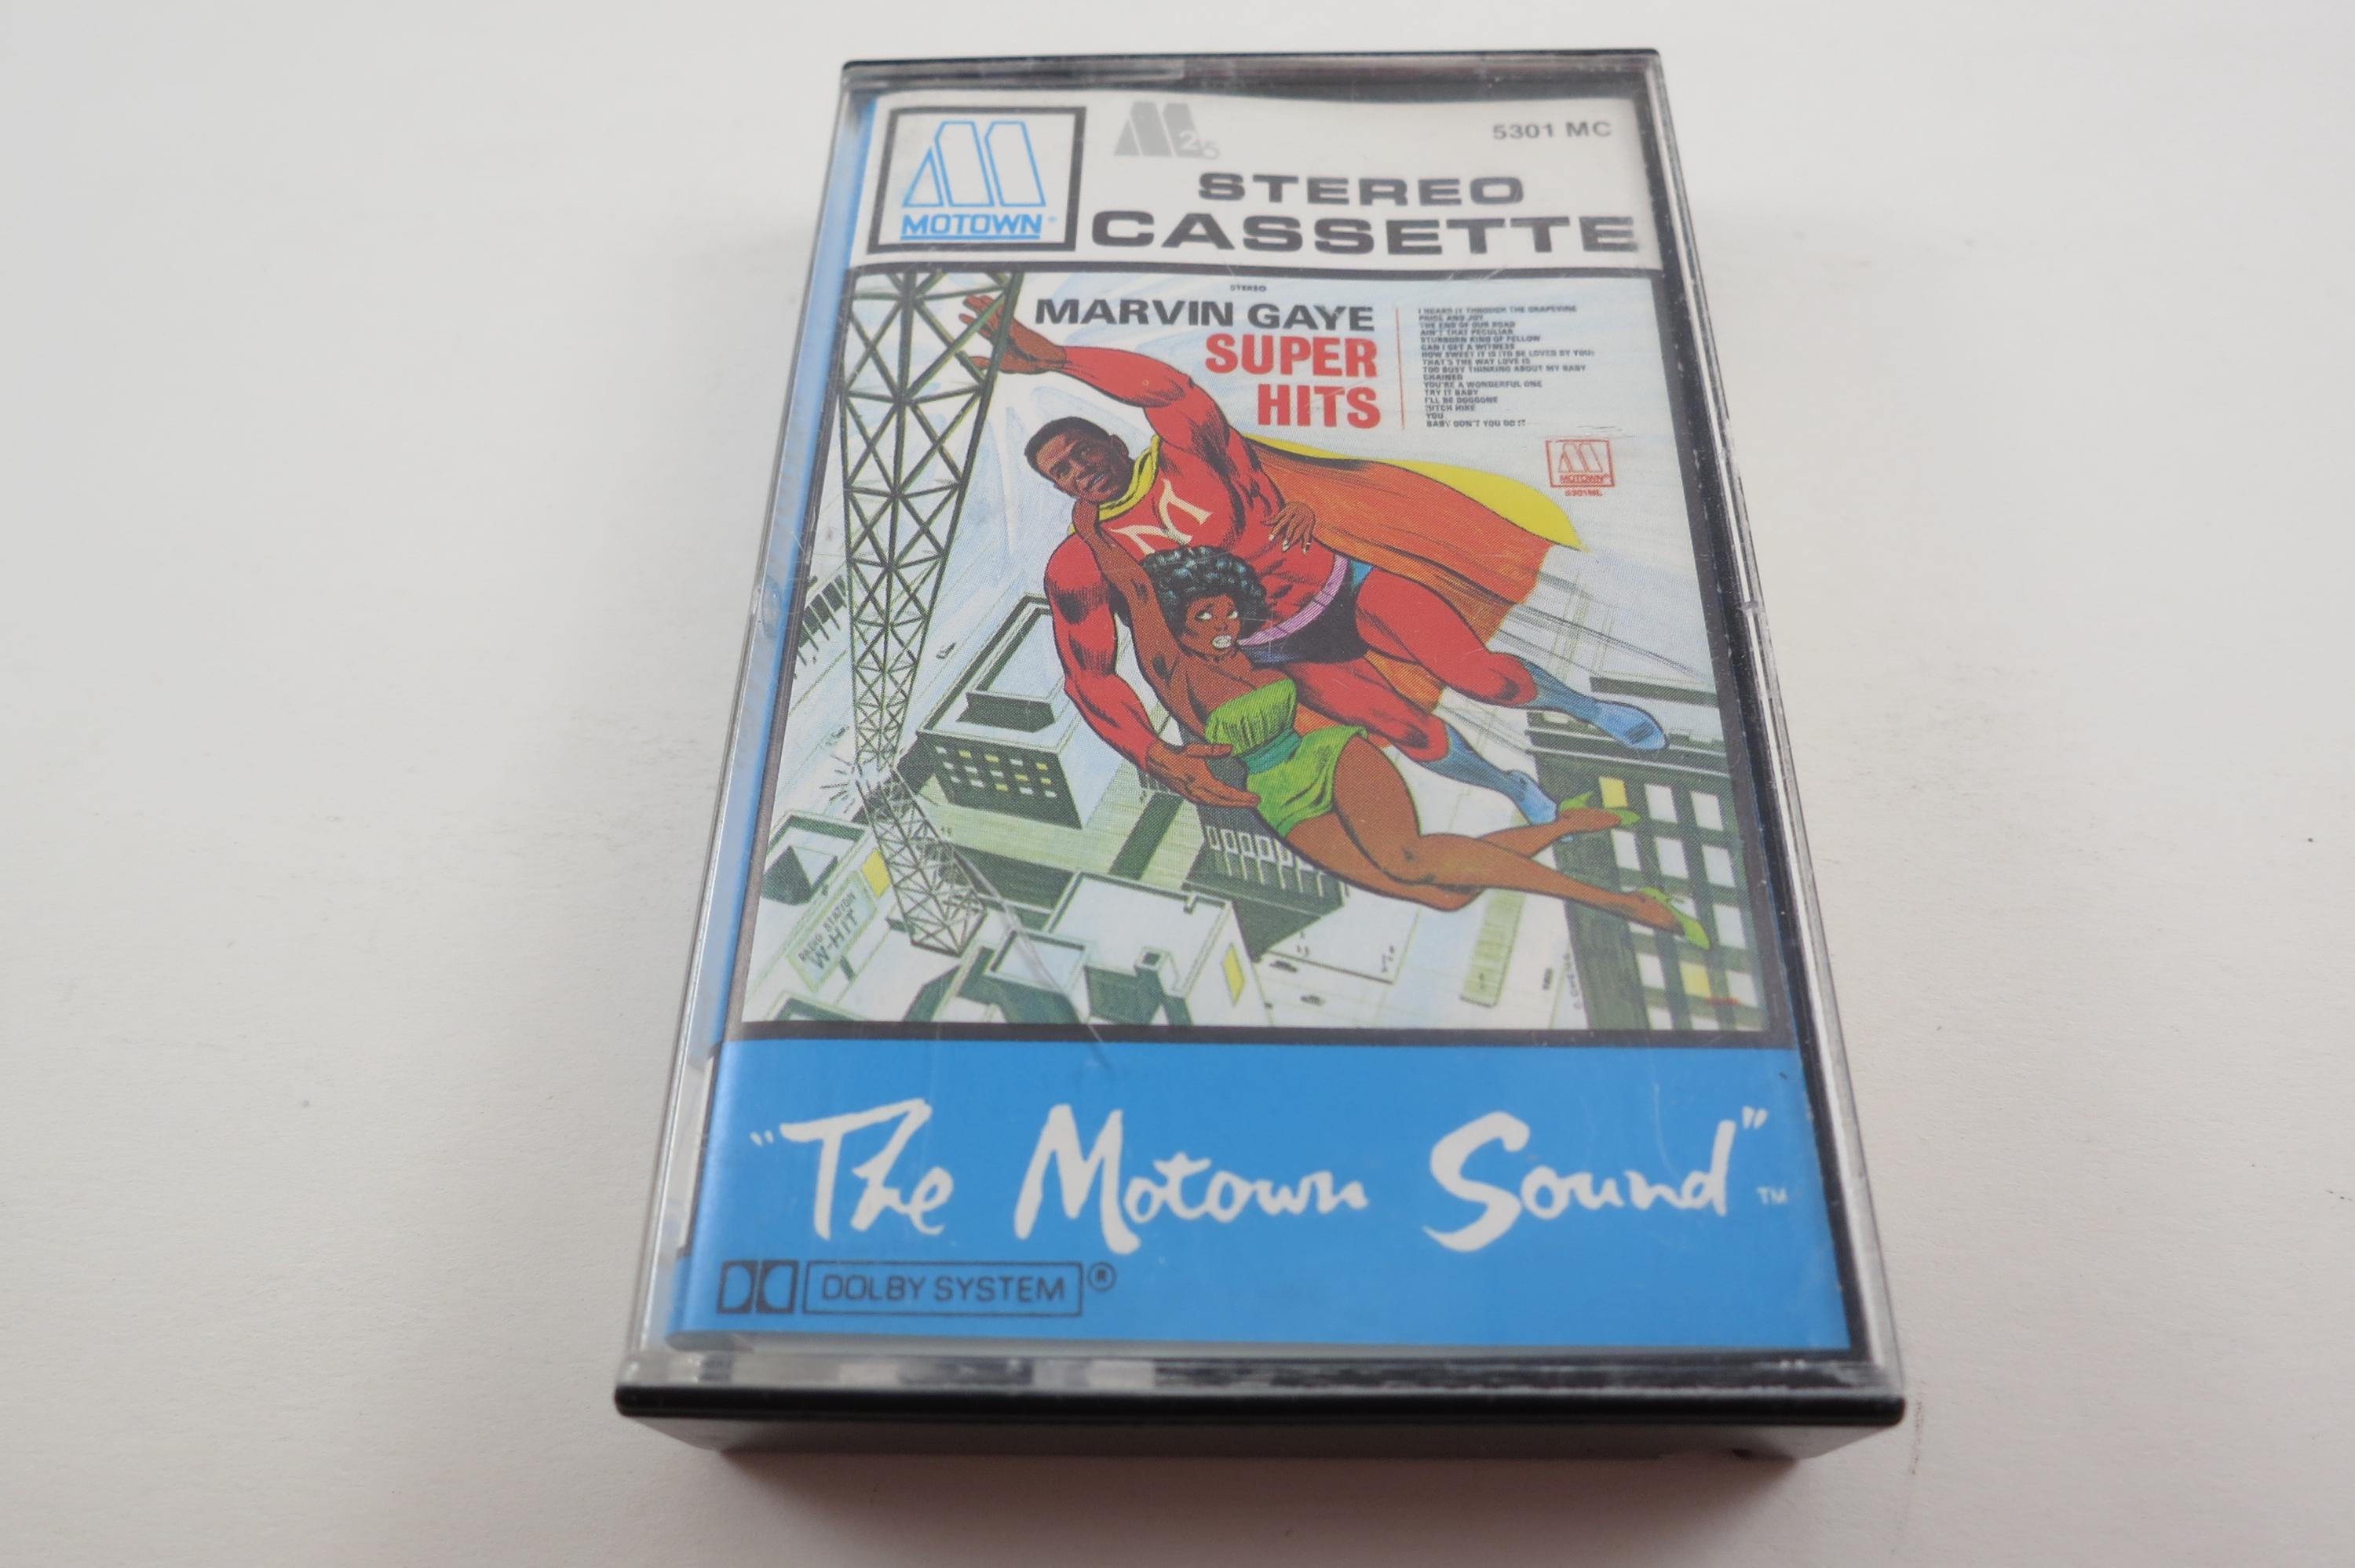 MOTOWN®
M 25
5301 MC
STEREO
CASSETTE
STEREO
MARVIN GAYE
SUPER
HITS
I HEARD IT THROUGH THE GRAPEVINE
PRIDE AND JOY
THE END OF OUR ROAD
AIN'T THAT PECULIAR
STUBBORN KIND OF FELLOW
CAN I GET A WITNESS
HOW SWEET IT IS (TO BE LOVED BY YOU)
THAT'S THE WAY LOVE IS
TOO BUSY THINKING ABOUT MY BABY
CHAINED
YOU'RE A WONDERFUL ONE
TRY IT BABY
I'LL BE DOGGONE
HITCH HIKE
YOU
BABY DON'T YOU DO IT
MOTOWN®
5301ML
M
RADIO STATION
W-HIT
"The Motown Sound"™
DOLBY SYSTEM®